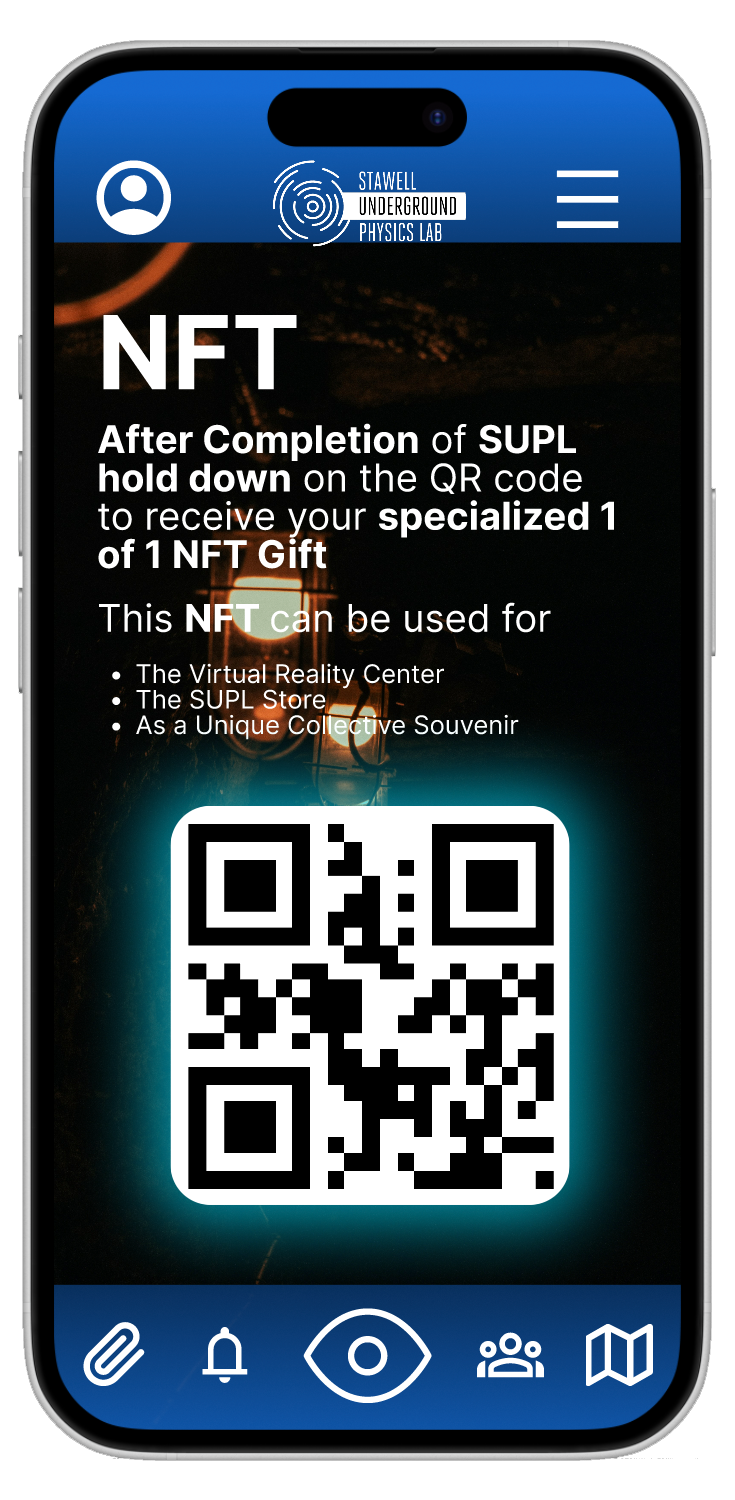 STAWELL
UNDERGROUND
PHYSICS LAB
NFT
After Completion of SUPL
hold down on the QR code
to receive your specialized 1
of 1 NFT Gift
This NFT can be used for
• The Virtual Reality Center
• The SUPL Store
• As a Unique Collective Souvenir